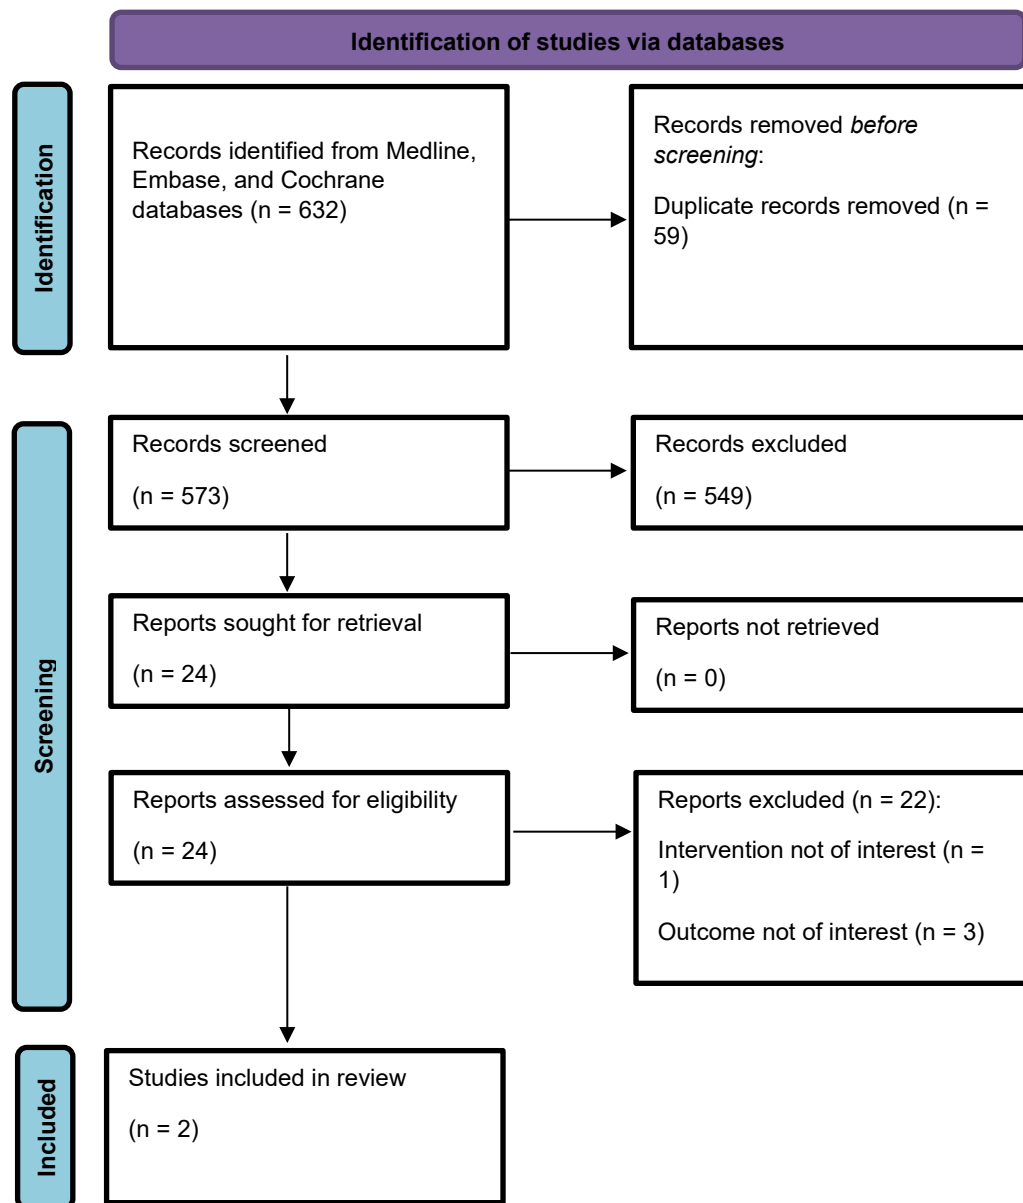 Identification of studies via databases
Identification
Records identified from Medline,
Embase, and Cochrane
databases (n = 632)
Records removed before
screening:
Duplicate records removed (n =
59)
Screening
Records screened
(n = 573)
Records excluded
(n = 549)
Reports sought for retrieval
(n = 24)
Reports not retrieved
(n = 0)
Reports assessed for eligibility
(n = 24)
Reports excluded (n = 22):
Intervention not of interest (n =
1)
Outcome not of interest (n = 3)
Included
Studies included in review
(n = 2)